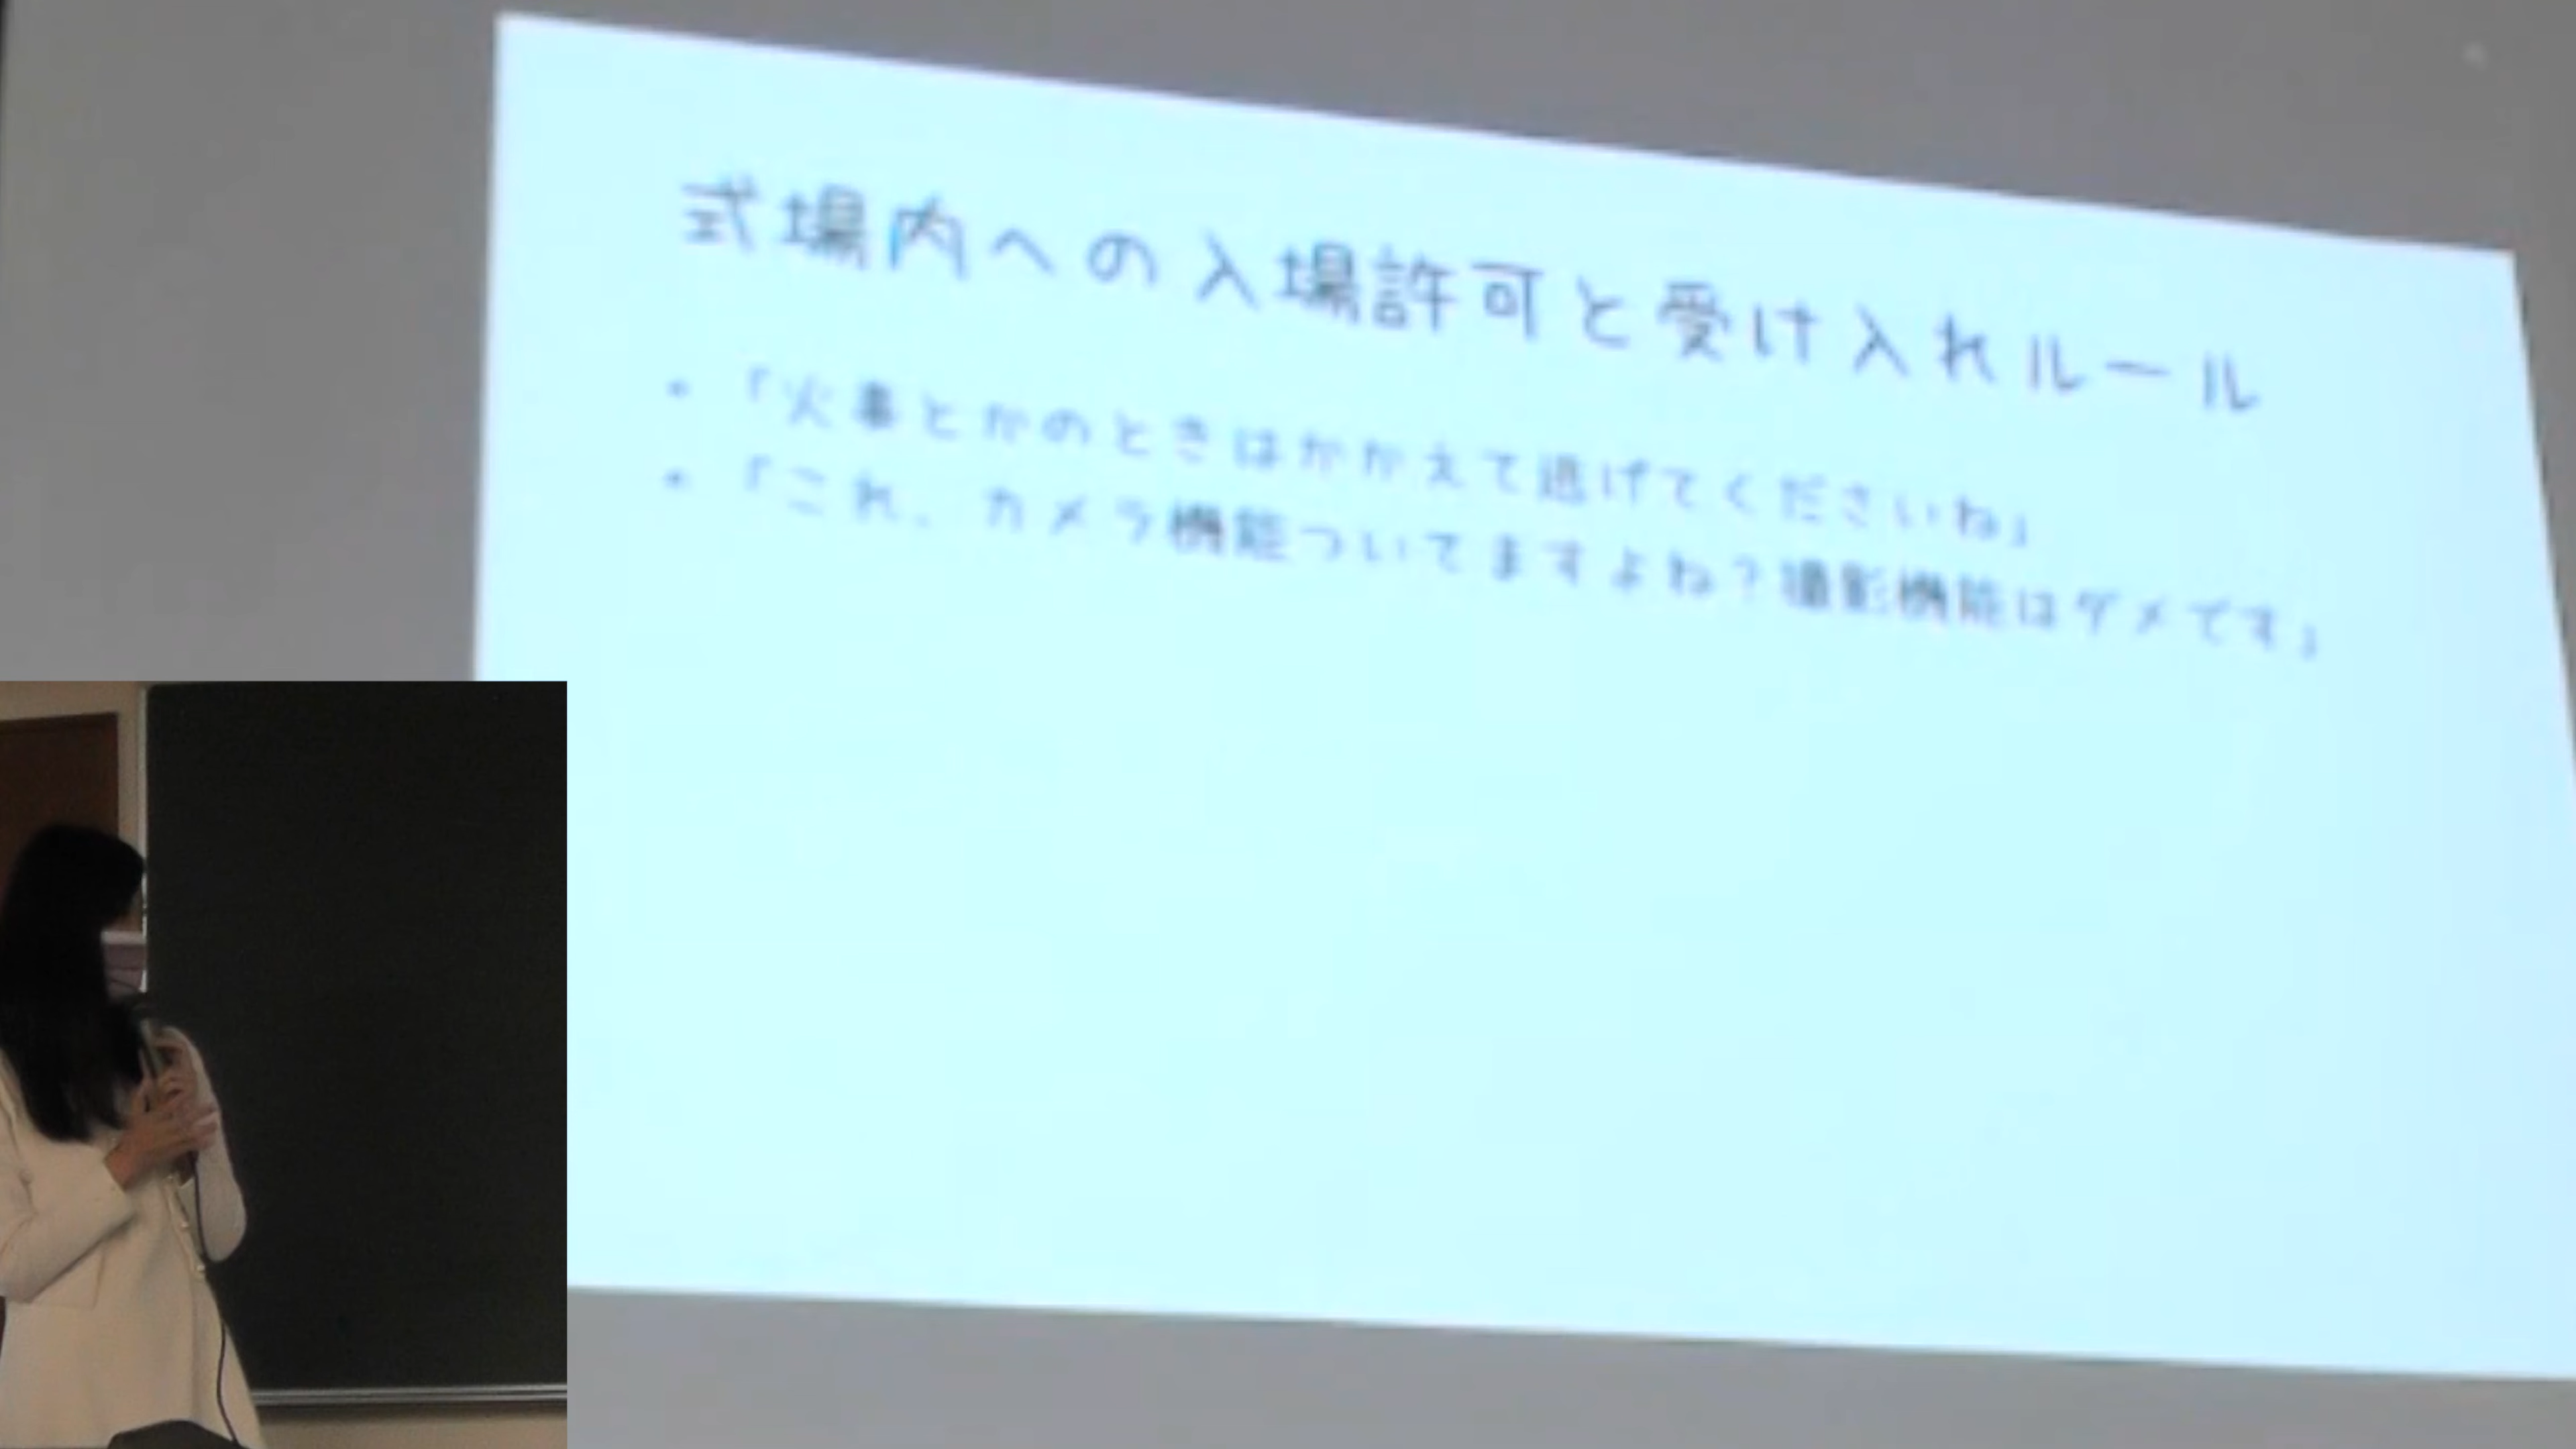 式場内への入場許可と受け入れルール
• 「火事とかのときはかかえて逃げてくださいね」
• 「これ、カメラ機能ついてますよね？撮影機能はダメです」